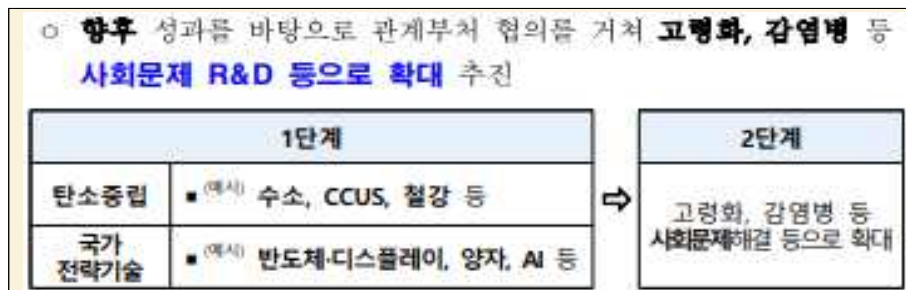 ○ 향후 성과를 바탕으로 관계부처 협의를 거쳐 고령화, 감염병 등
사회문제 R&D 등으로 확대 추진
1단계
탄소중립
▪ (예시) 수소, CCUS, 철강 등
국가
전략기술
▪ (예시) 반도체·디스플레이, 양자, AI 등
⇨
2단계
고령화, 감염병 등
사회문제해결 등으로 확대